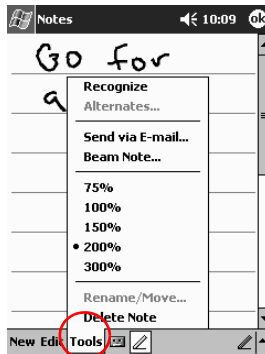 Notes 10:09 ok
Go for
a
Recognize
Alternates...
Send via E-mail...
Beam Note...
75%
100%
150%
• 200%
300%
Rename/Move...
Delete Note
New Edit Tools